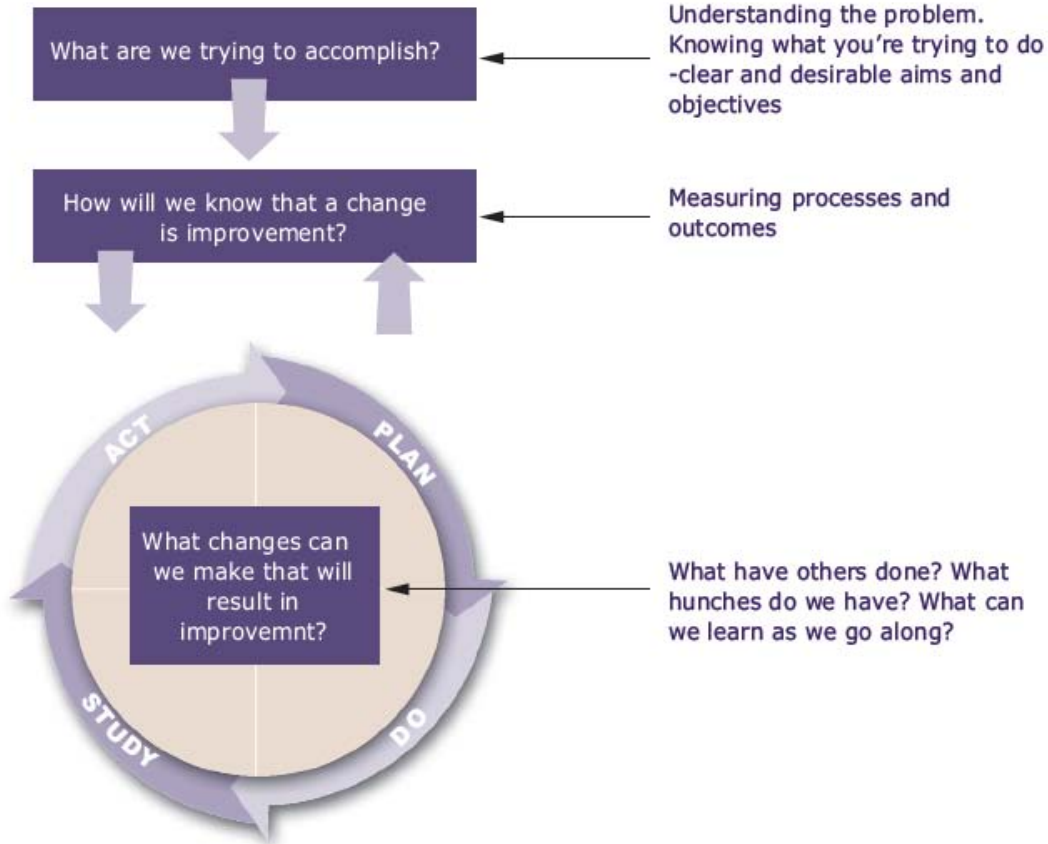 What are we trying to accomplish?
Understanding the problem.
Knowing what you're trying to do
-clear and desirable aims and
objectives
How will we know that a change
is improvement?
Measuring processes and
outcomes
ACT
PLAN
What changes can
we make that will
result in
improvemnt?
What have others done? What
hunches do we have? What can
we learn as we go along?
STUDY
DO